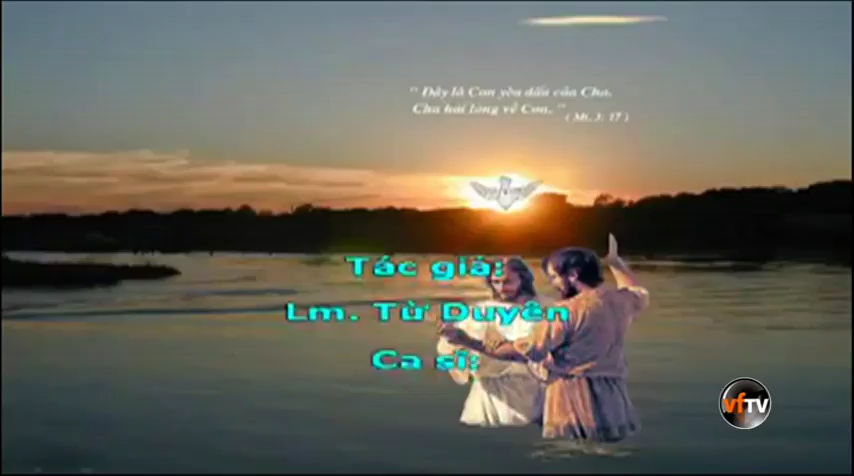 “ Đây là Con yêu dấu của Cha,
Cha hài lòng về Con. ”
( Mt. 3: 17 )
Tác giả:
Lm. Từ Duyên
Ca sĩ:
vfTV